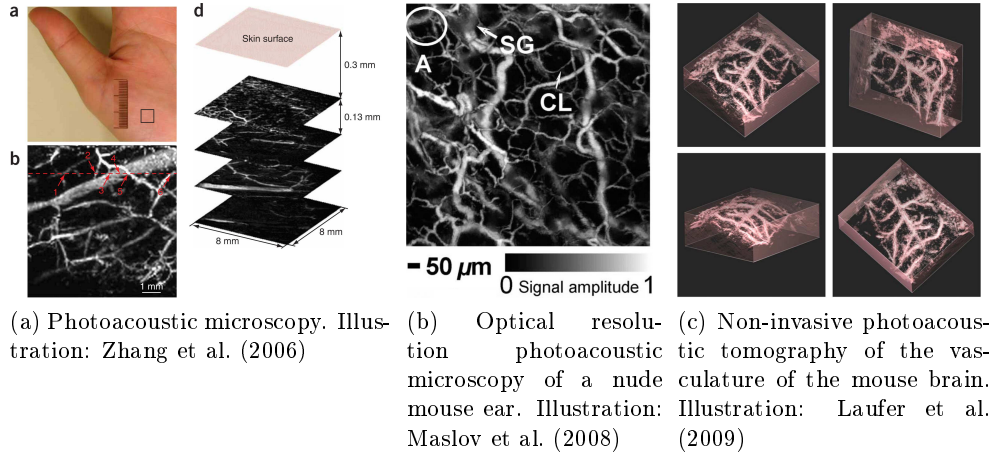 a
d
Skin surface
0.3 mm
0.13 mm
b
1 mm
8 mm
8 mm
SG
A
CL
50 µm
0 Signal amplitude 1
(a) Photoacoustic microscopy. Illus-
tration: Zhang et al. (2006)
(b) Optical resolu-
tion photoacoustic
microscopy of a nude
mouse ear. Illustration:
Maslov et al. (2008)
(c) Non-invasive photoacous-
tic tomography of the vas-
culature of the mouse brain.
Illustration: Laufer et al.
(2009)